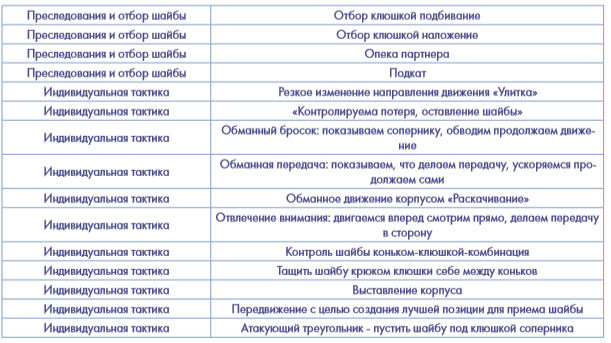 Преследования и отбор шайбы Отбор клюшкой подбивание
Преследования и отбор шайбы Отбор клюшкой наложение
Преследования и отбор шайбы Опека партнера
Преследования и отбор шайбы Подкат
Индивидуальная тактика Резкое изменение направления движения «Улитка»
Индивидуальная тактика «Контролируема потеря, оставление шайбы»
Индивидуальная тактика Обманный бросок: показываем сопернику, обводим продолжаем движе-
ние
Индивидуальная тактика Обманная передача: показываем, что делаем передачу, ускоряемся про-
должаем сами
Индивидуальная тактика Обманное движение корпусом «Раскачивание»
Индивидуальная тактика Отвлечение внимания: двигаемся вперед смотрим прямо, делаем передачу
в сторону
Индивидуальная тактика Контроль шайбы коньком-клюшкой-комбинация
Индивидуальная тактика Тащить шайбу крюком клюшки себе между коньков
Индивидуальная тактика Выставление корпуса
Индивидуальная тактика Передвижение с целью создания лучшей позиции для приема шайбы
Индивидуальная тактика Атакующий треугольник - пустить шайбу под клюшкой соперника